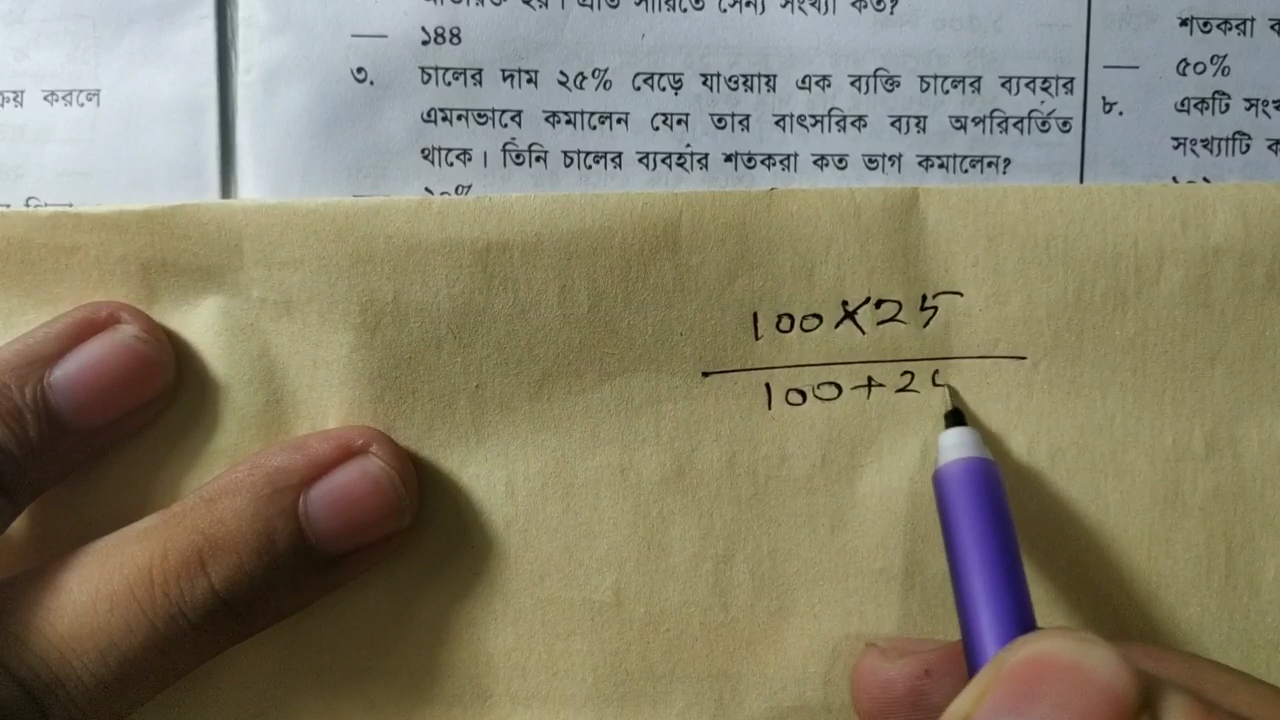 ক্রয় করলে
১৪৪
৩. চালের দাম ২৫% বেড়ে যাওয়ায় এক ব্যক্তি চালের ব্যবহার
এমনভাবে কমালেন যেন তার বাৎসরিক ব্যয় অপরিবর্তিত
থাকে। তিনি চালের ব্যবহার শতকরা কত ভাগ কমালেন?
শতকরা
৫০%
৮. একটি
সংখ্যাটি
100×25
100+2